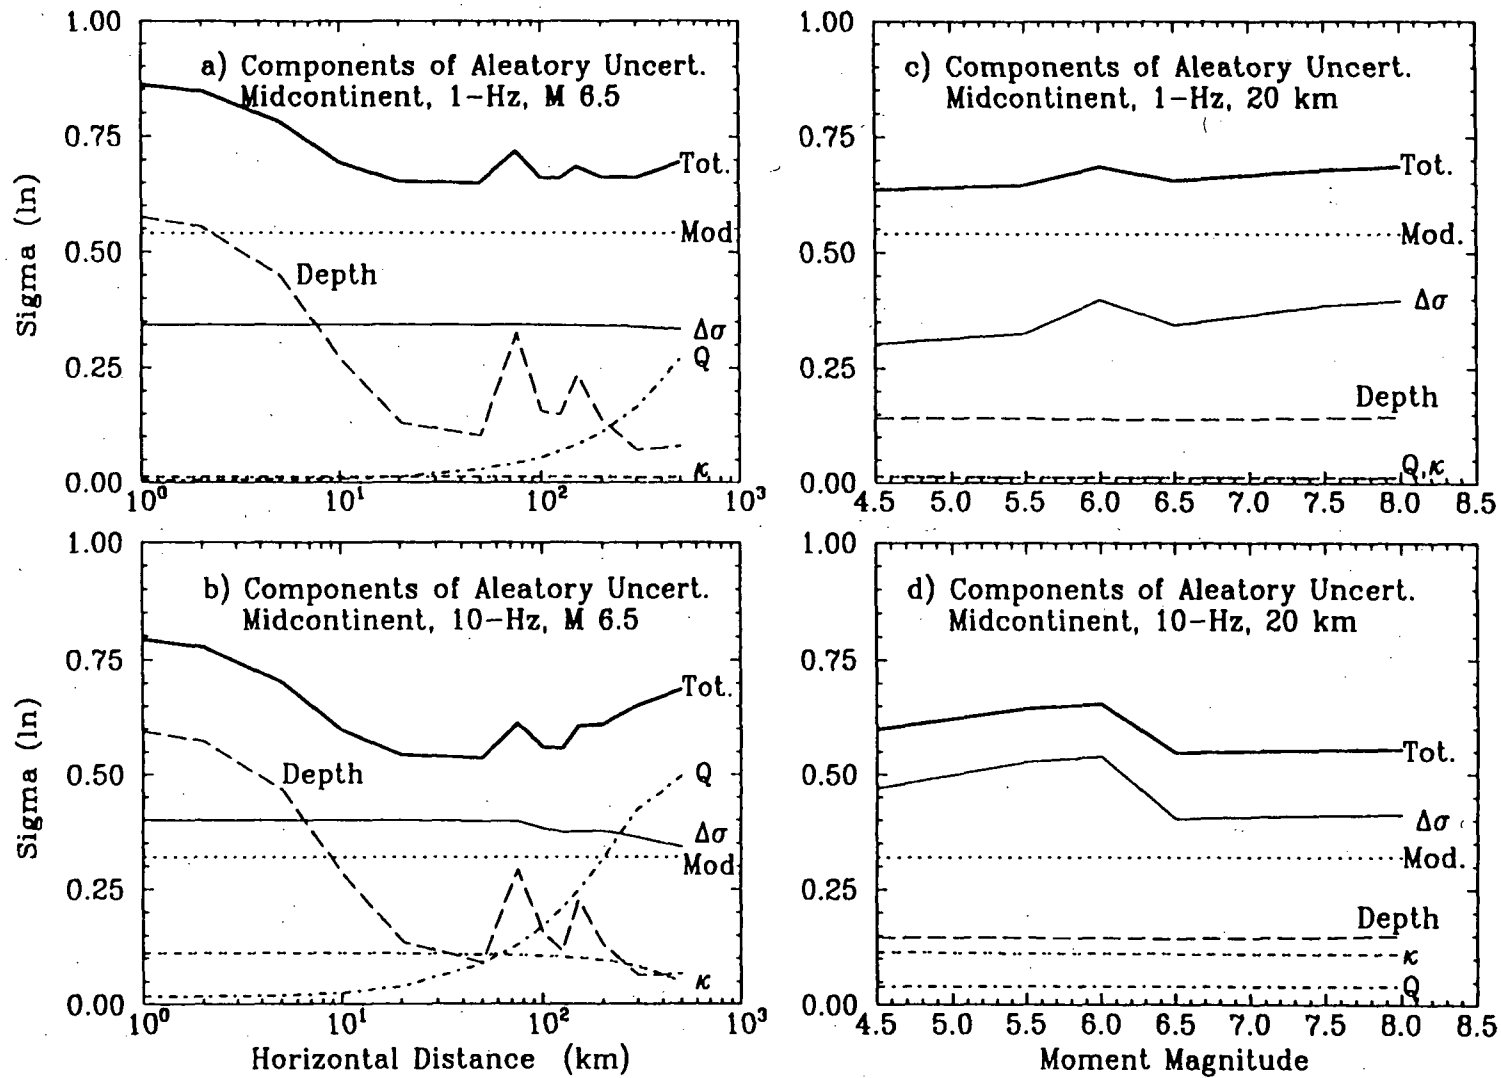 a) Components of Aleatory Uncert.
Midcontinent, 1-Hz, M 6.5
Sigma (ln)
1.00
0.75
0.50
0.25
0.00
Tot.
Mod
Depth
Δσ
Q
κ
10⁰ 10¹ 10² 10³
c) Components of Aleatory Uncert.
Midcontinent, 1-Hz, 20 km
1.00
0.75
0.50
0.25
0.00
Tot.
Mod.
Δσ
Depth
Q,κ
4.5 5.0 5.5 6.0 6.5 7.0 7.5 8.0 8.5
b) Components of Aleatory Uncert.
Midcontinent, 10-Hz, M 6.5
Sigma (ln)
1.00
0.75
0.50
0.25
0.00
Tot.
Depth
Q
Δσ
Mod
κ
10⁰ 10¹ 10² 10³
Horizontal Distance (km)
d) Components of Aleatory Uncert.
Midcontinent, 10-Hz, 20 km
1.00
0.75
0.50
0.25
0.00
Tot.
Δσ
Mod.
Depth
κ
Q
4.5 5.0 5.5 6.0 6.5 7.0 7.5 8.0 8.5
Moment Magnitude